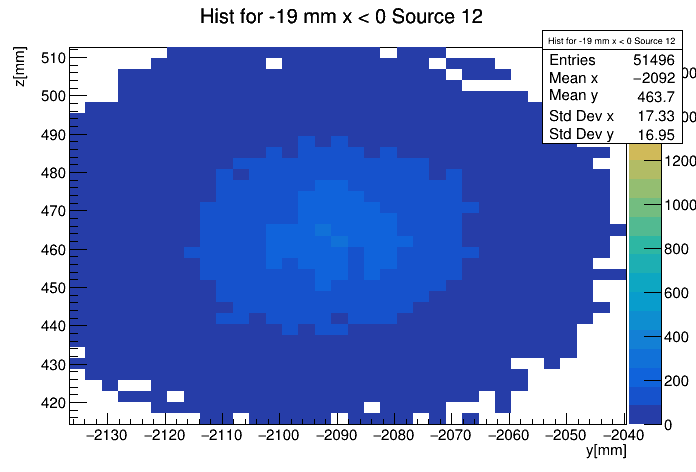 Hist for -19 mm x < 0 Source 12
z[mm]
Hist for -19 mm x < 0 Source 12
Entries 51496
Mean x −2092
Mean y 463.7
Std Dev x 17.33
Std Dev y 16.95
510
500
490
480
470
460
450
440
430
420
1200
1000
800
600
400
200
0
−2130 −2120 −2110 −2100 −2090 −2080 −2070 −2060 −2050 −2040
y[mm]